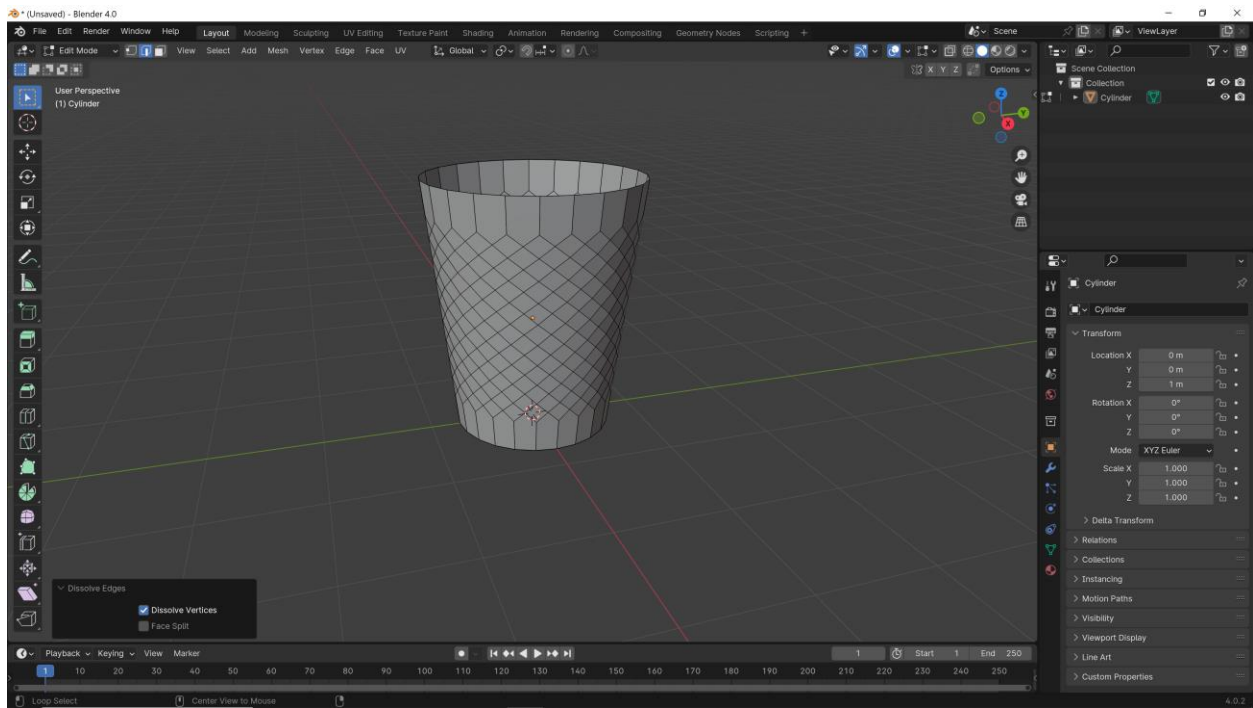 * (Unsaved) - Blender 4.0
File Edit Render Window Help Layout Modeling Sculpting UV Editing Texture Paint Shading Animation Rendering Compositing Geometry Nodes Scripting + Scene ViewLayer
Edit Mode View Select Add Mesh Vertex Edge Face UV Global
X Y Z Options
User Perspective
(1) Cylinder
Z
Y
X
Scene Collection
Collection
Cylinder
Cylinder
Cylinder
Transform
Location X 0 m
Y 0 m
Z 1 m
Rotation X 0°
Y 0°
Z 0°
Mode XYZ Euler
Scale X 1.000
Y 1.000
Z 1.000
Delta Transform
Relations
Collections
Instancing
Motion Paths
Visibility
Viewport Display
Line Art
Custom Properties
Dissolve Edges
Dissolve Vertices
Face Split
Playback Keying View Marker 1 Start 1 End 250
1 10 20 30 40 50 60 70 80 90 100 110 120 130 140 150 160 170 180 190 200 210 220 230 240 250
Loop Select Center View to Mouse 4.0.2